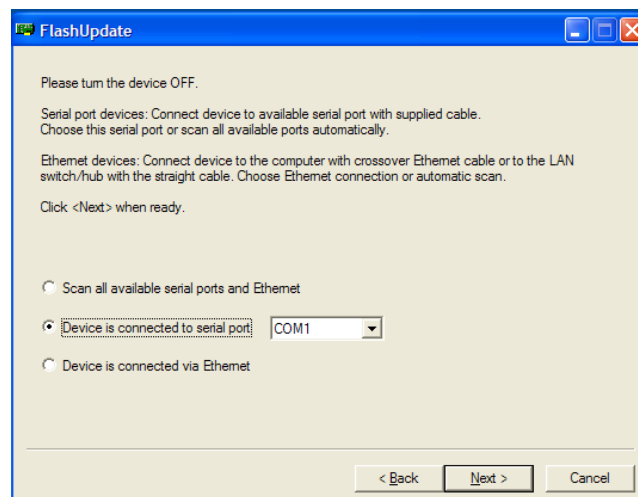 FlashUpdate
Please turn the device OFF.
Serial port devices: Connect device to available serial port with supplied cable.
Choose this serial port or scan all available ports automatically.
Ethernet devices: Connect device to the computer with crossover Ethernet cable or to the LAN
switch/hub with the straight cable. Choose Ethernet connection or automatic scan.
Click <Next> when ready.
Scan all available serial ports and Ethernet
Device is connected to serial port COM1
Device is connected via Ethernet
< Back Next > Cancel